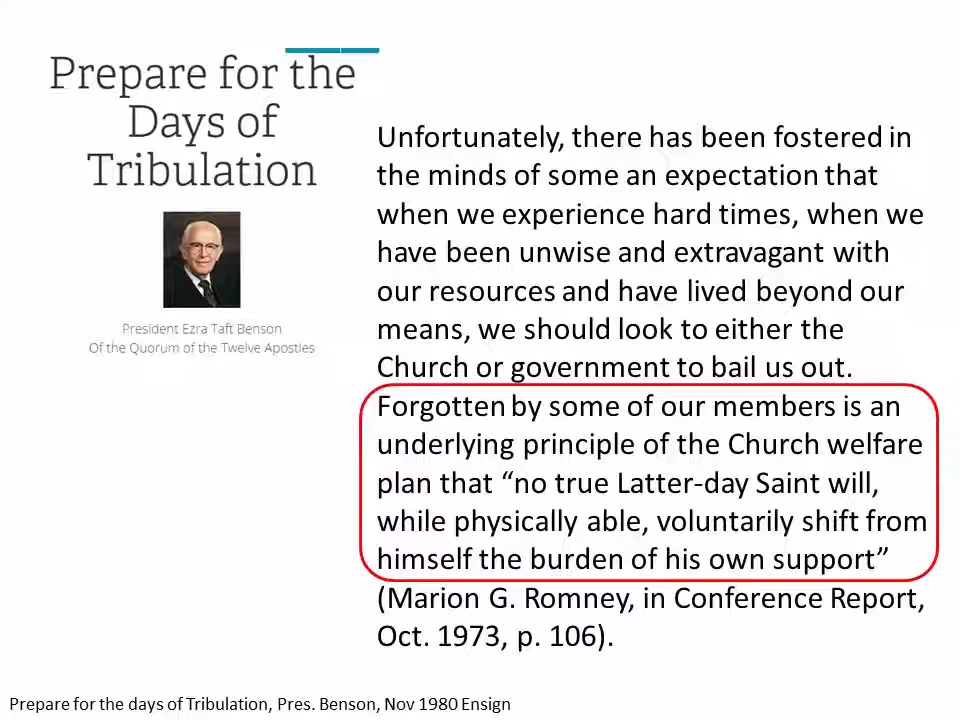 Prepare for the
Days of
Tribulation
President Ezra Taft Benson
Of the Quorum of the Twelve Apostles
Unfortunately, there has been fostered in
the minds of some an expectation that
when we experience hard times, when we
have been unwise and extravagant with
our resources and have lived beyond our
means, we should look to either the
Church or government to bail us out.
Forgotten by some of our members is an
underlying principle of the Church welfare
plan that “no true Latter-day Saint will,
while physically able, voluntarily shift from
himself the burden of his own support”
(Marion G. Romney, in Conference Report,
Oct. 1973, p. 106).
Prepare for the days of Tribulation, Pres. Benson, Nov 1980 Ensign